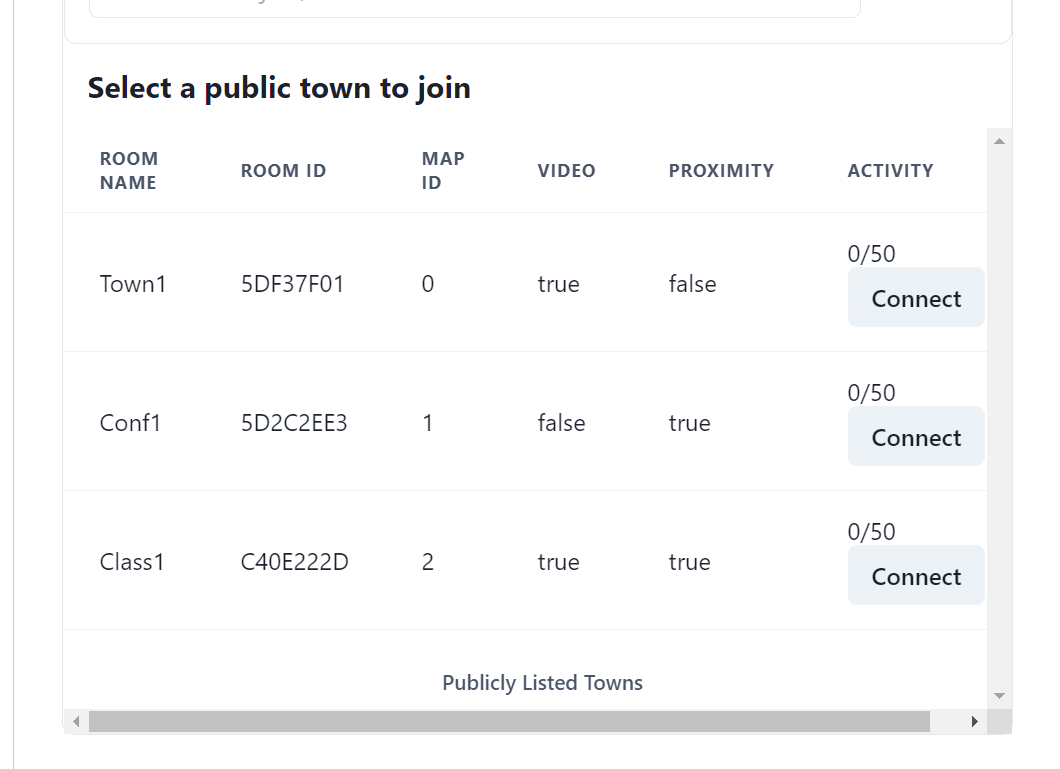 Select a public town to join
ROOM NAME ROOM ID MAP ID VIDEO PROXIMITY ACTIVITY
Town1 5DF37F01 0 true false 0/50 Connect
Conf1 5D2C2EE3 1 false true 0/50 Connect
Class1 C40E222D 2 true true 0/50 Connect
Publicly Listed Towns